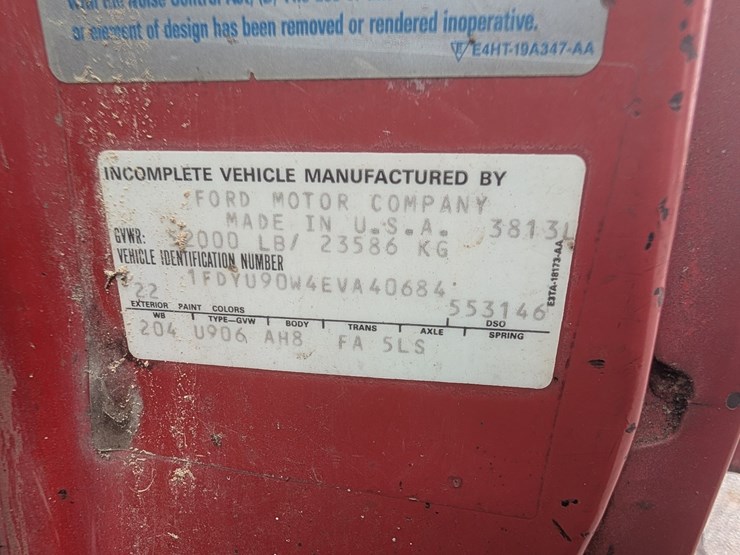 or element of design has been removed or rendered inoperative.
E4HT-19A347-AA
INCOMPLETE VEHICLE MANUFACTURED BY
FORD MOTOR COMPANY
MADE IN U.S.A. 3813L
GVWR: 52000 LB/ 23586 KG
VEHICLE IDENTIFICATION NUMBER
1FDYU90W4EVA40684
22 553146
EXTERIOR PAINT COLORS DSO
WB TYPE-GVW BODY TRANS AXLE SPRING
204 U906 AH8 FA 5LS
E3TA-18173-AA